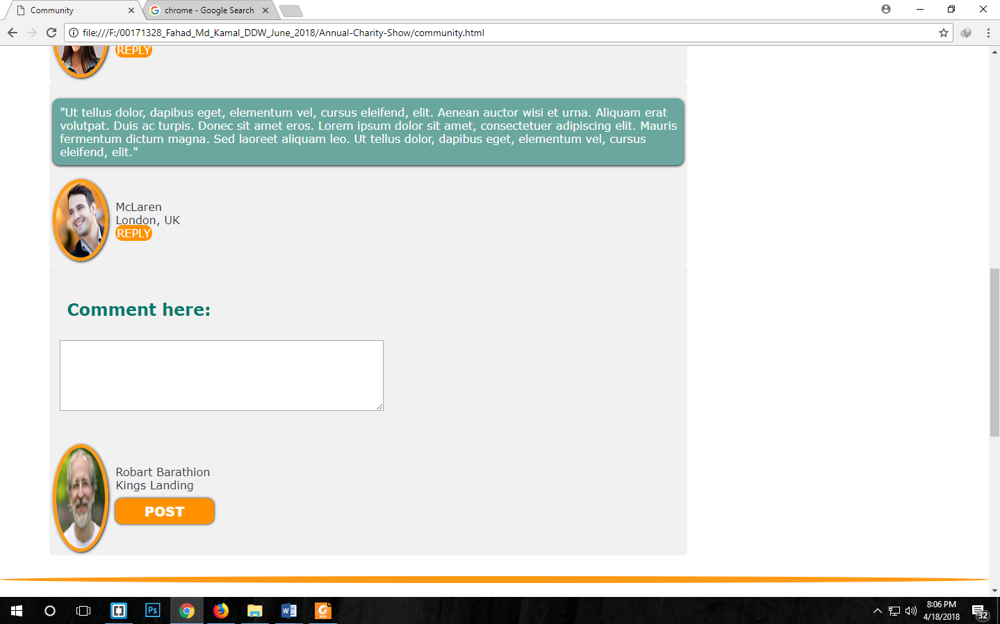 Community
chrome - Google Search
file:///F:/00171328_Fahad_Md_Kamal_DDW_June_2018/Annual-Charity-Show/community.html
REPLY
"Ut tellus dolor, dapibus eget, elementum vel, cursus eleifend, elit. Aenean auctor wisi et urna. Aliquam erat
volutpat. Duis ac turpis. Donec sit amet eros. Lorem ipsum dolor sit amet, consectetuer adipiscing elit. Mauris
fermentum dictum magna. Sed laoreet aliquam leo. Ut tellus dolor, dapibus eget, elementum vel, cursus
eleifend, elit."
McLaren
London, UK
REPLY
Comment here:
Robart Barathion
Kings Landing
POST
Ps
W
G
PDF
8:06 PM
4/18/2018
32